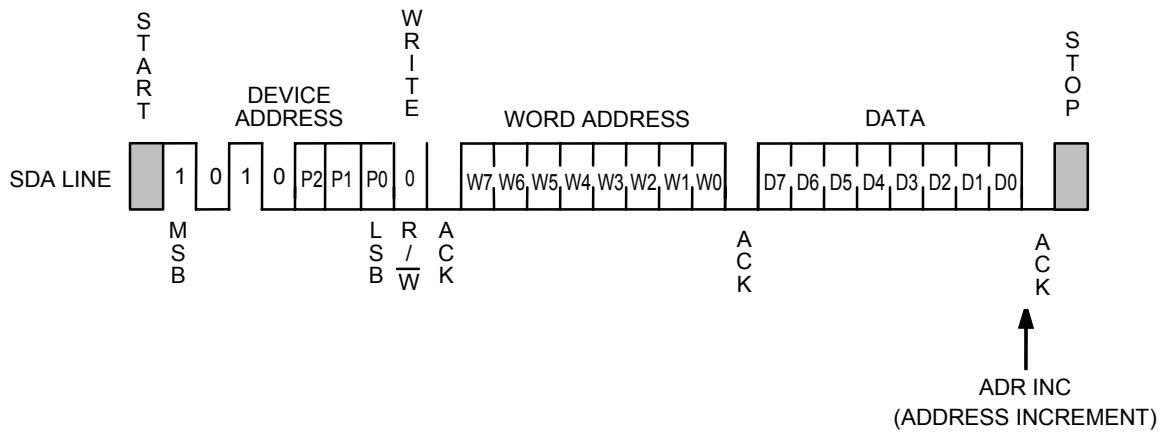 START
WRITE
STOP
DEVICE
ADDRESS
WORD ADDRESS
DATA
SDA LINE
1 0 1 0 P2 P1 P0 0 W7 W6 W5 W4 W3 W2 W1 W0 D7 D6 D5 D4 D3 D2 D1 D0
MSB
LSB
R/W̅
ACK
ACK
ACK
ADR INC
(ADDRESS INCREMENT)